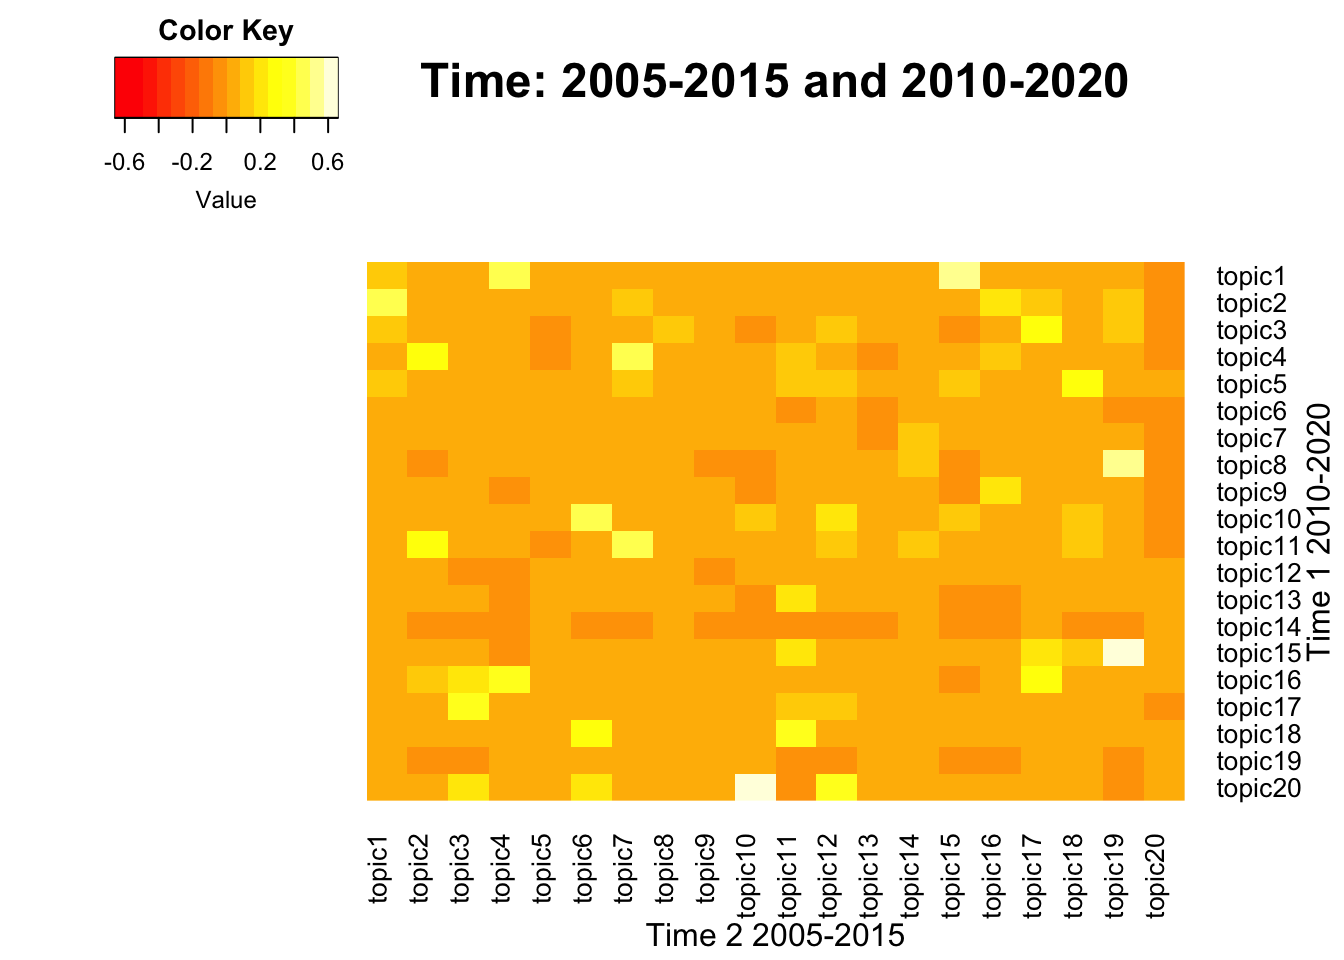 Color Key
Time: 2005-2015 and 2010-2020
-0.6 -0.2 0.2 0.6
Value
topic1
topic2
topic3
topic4
topic5
topic6
topic7
topic8
topic9
topic10
topic11
topic12
topic13
topic14
topic15
topic16
topic17
topic18
topic19
topic20
Time 1 2010-2020
topic1
topic2
topic3
topic4
topic5
topic6
topic7
topic8
topic9
topic10
topic11
topic12
topic13
topic14
topic15
topic16
topic17
topic18
topic19
topic20
Time 2 2005-2015